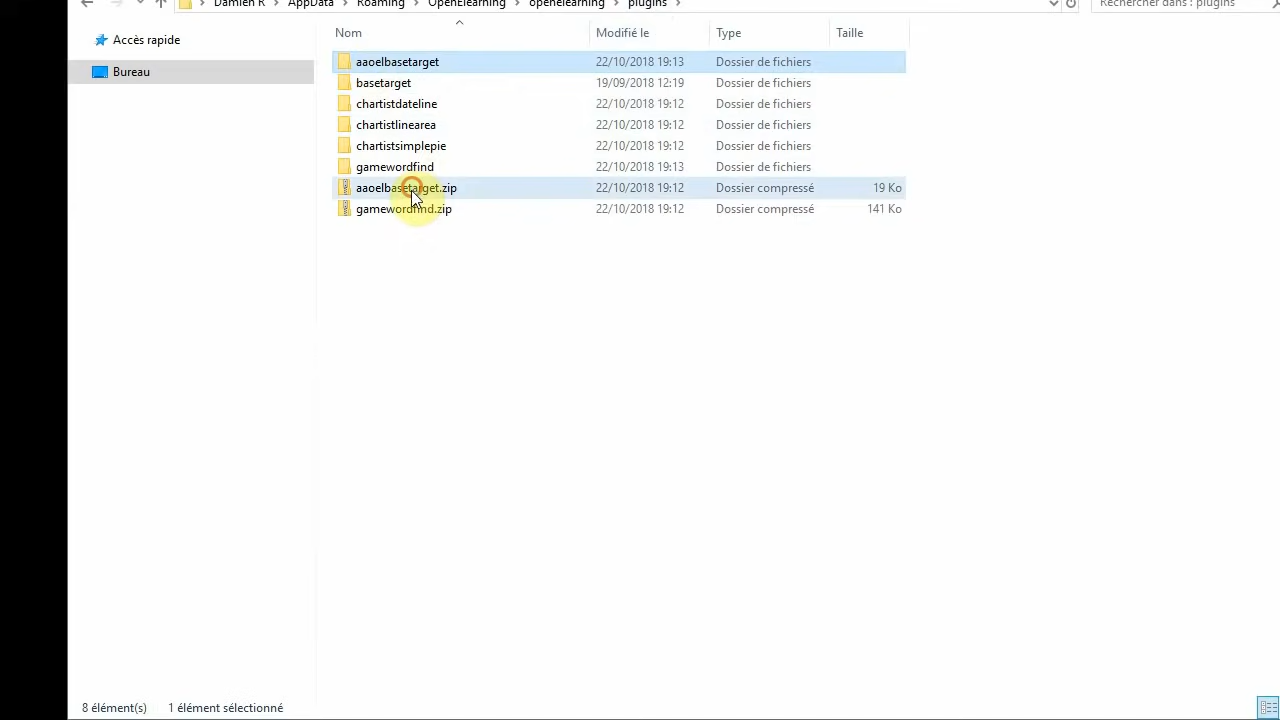 Damien R > AppData > Roaming > OpenElearning > openelearning > plugins >
Rechercher dans : plugins
Accès rapide
Bureau
Nom Modifié le Type Taille
aaoelbasetarget 22/10/2018 19:13 Dossier de fichiers
basetarget 19/09/2018 12:19 Dossier de fichiers
chartistdateline 22/10/2018 19:12 Dossier de fichiers
chartistlinearea 22/10/2018 19:12 Dossier de fichiers
chartistsimplepie 22/10/2018 19:12 Dossier de fichiers
gamewordfind 22/10/2018 19:13 Dossier de fichiers
aaoelbasetarget.zip 22/10/2018 19:12 Dossier compressé 19 Ko
gamewordfind.zip 22/10/2018 19:12 Dossier compressé 141 Ko
8 élément(s) 1 élément sélectionné